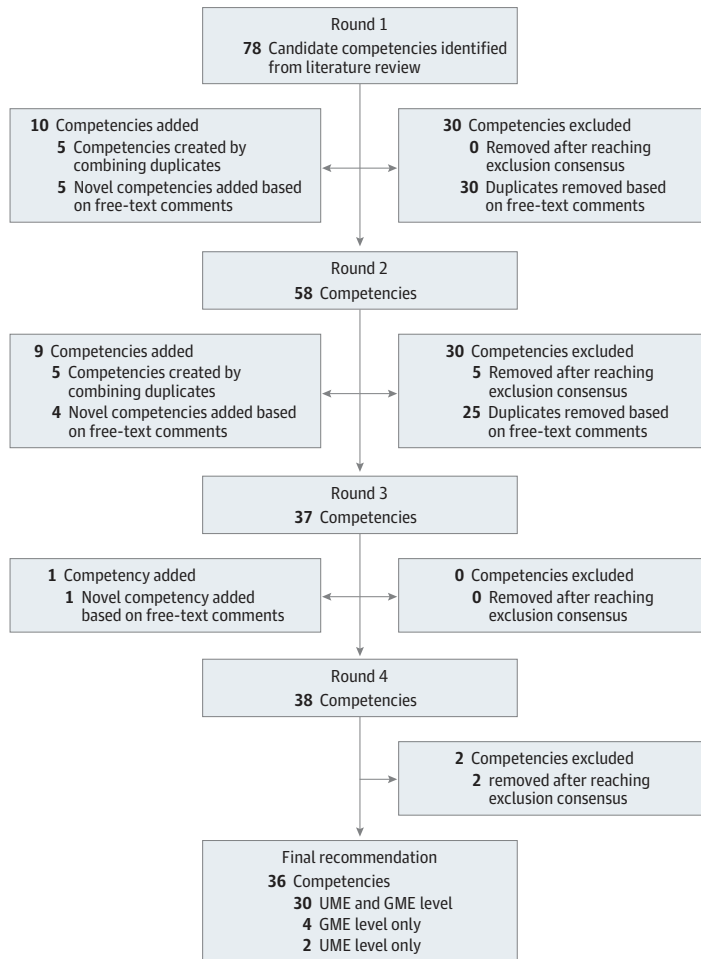 Round 1
78 Candidate competencies identified
from literature review
10 Competencies added
5 Competencies created by
combining duplicates
5 Novel competencies added based
on free-text comments
30 Competencies excluded
0 Removed after reaching
exclusion consensus
30 Duplicates removed based
on free-text comments
Round 2
58 Competencies
9 Competencies added
5 Competencies created by
combining duplicates
4 Novel competencies added based
on free-text comments
30 Competencies excluded
5 Removed after reaching
exclusion consensus
25 Duplicates removed based
on free-text comments
Round 3
37 Competencies
1 Competency added
1 Novel competency added
based on free-text comments
0 Competencies excluded
0 Removed after reaching
exclusion consensus
Round 4
38 Competencies
2 Competencies excluded
2 removed after reaching
exclusion consensus
Final recommendation
36 Competencies
30 UME and GME level
4 GME level only
2 UME level only